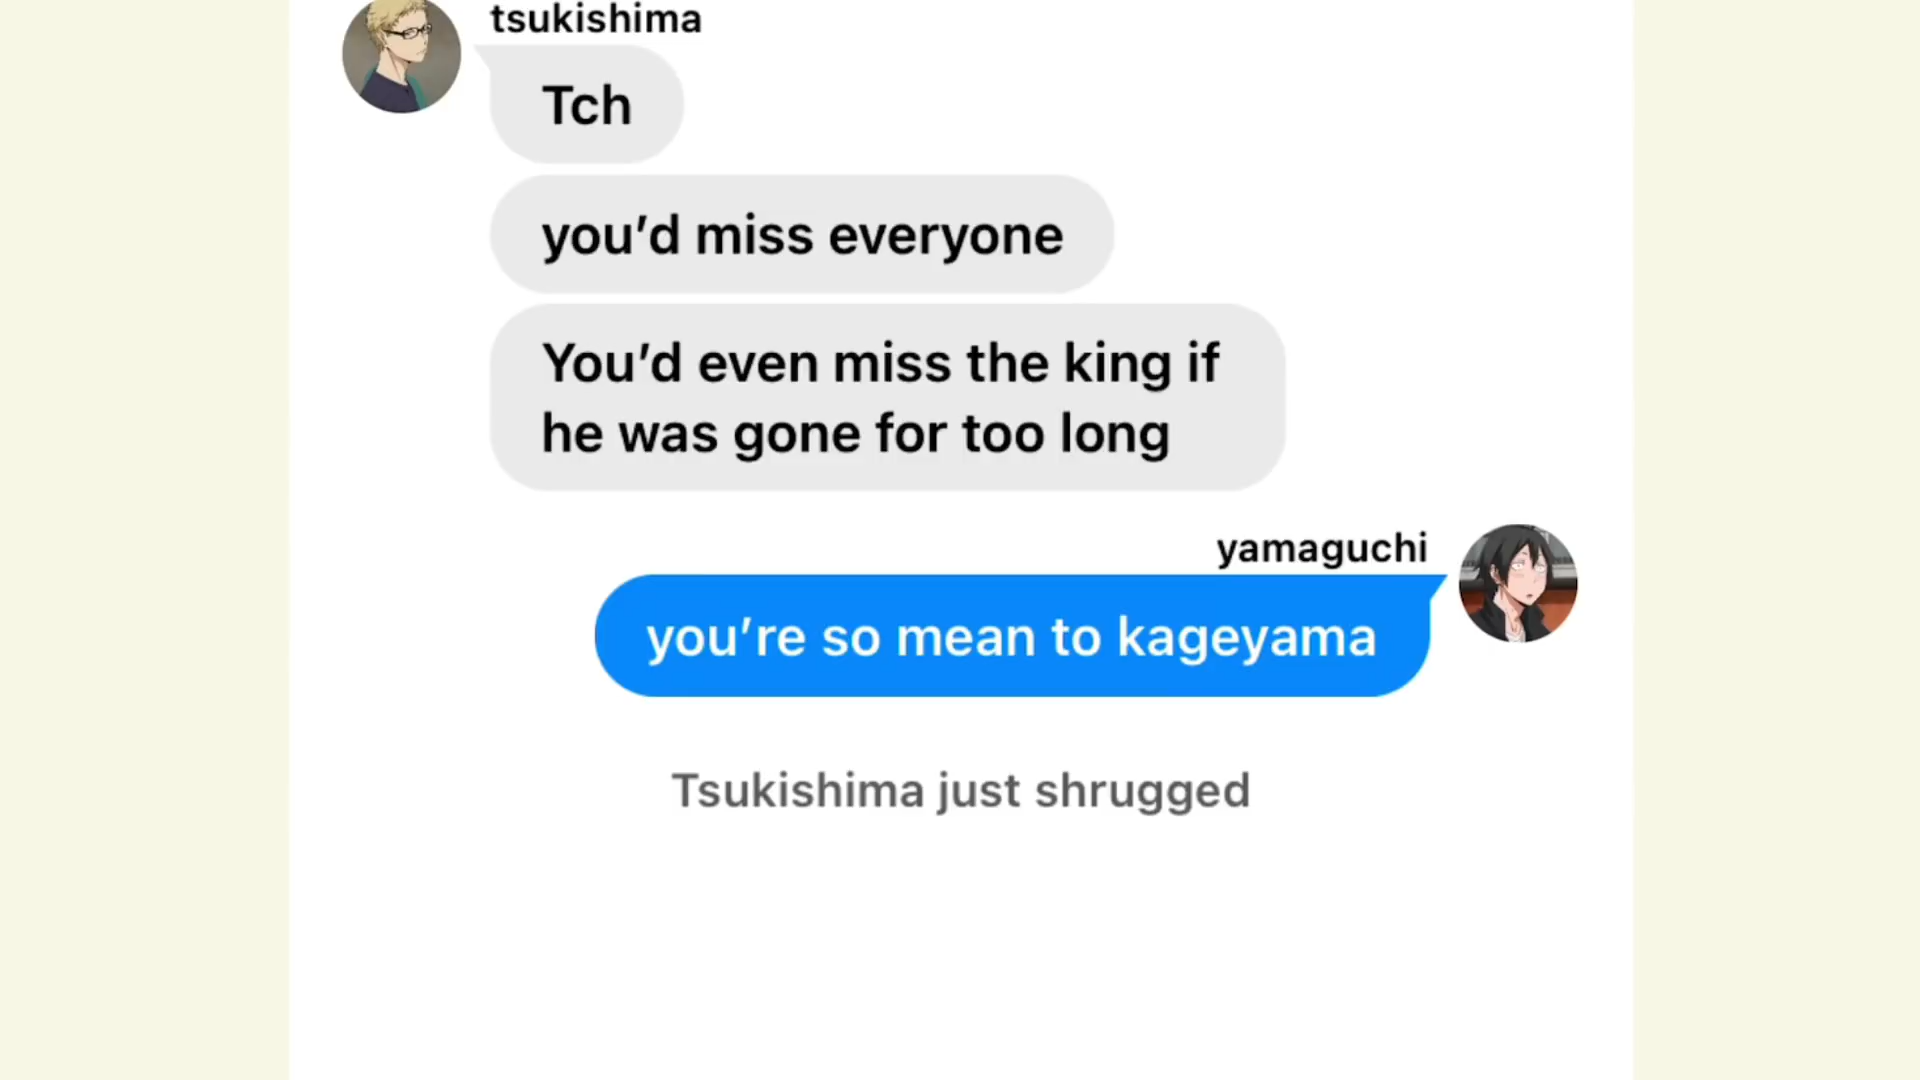 tsukishima
Tch
you’d miss everyone
You’d even miss the king if
he was gone for too long
yamaguchi
you’re so mean to kageyama
Tsukishima just shrugged